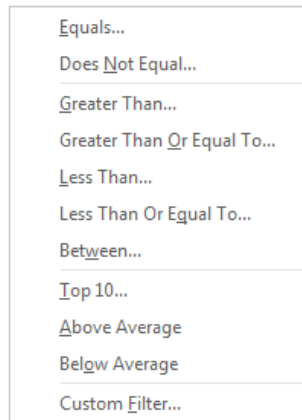 Equals...
Does Not Equal...
Greater Than...
Greater Than Or Equal To...
Less Than...
Less Than Or Equal To...
Between...
Top 10...
Above Average
Below Average
Custom Filter...